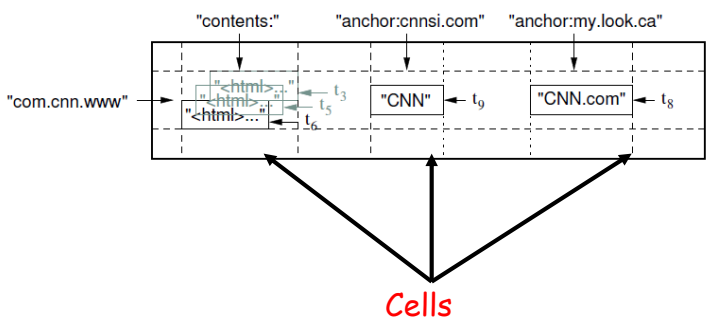 "contents:" "anchor:cnnsi.com" "anchor:my.look.ca"
"<html>..." t3
"com.cnn.www" "<html>..." t5 "CNN" t9 "CNN.com" t8
"<html>..." t6
Cells